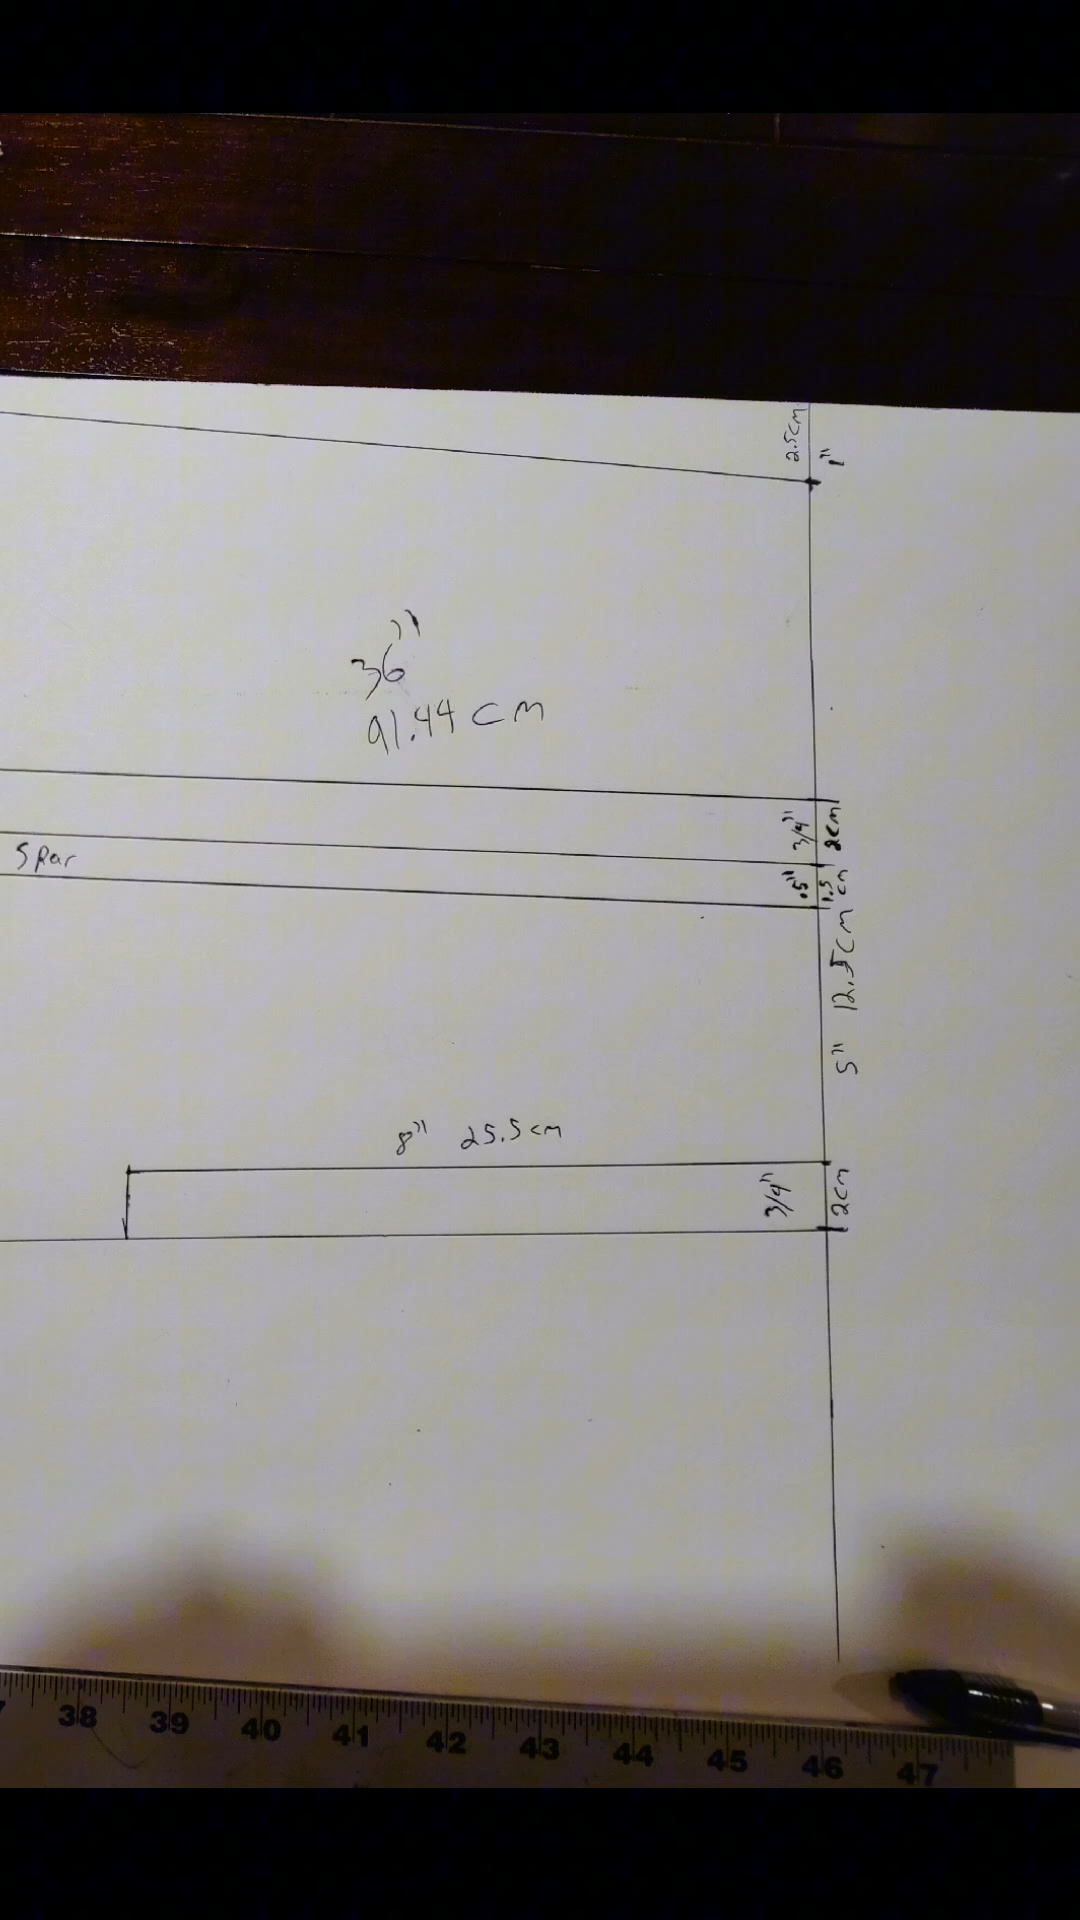 2.5cm
1"
36"
91.44 cm
3/4"
2cm
Spar
.5"
1.5
cm
5" 12.5cm
8" 25.5cm
3/4"
2cm
38 39 40 41 42 43 44 45 46 47